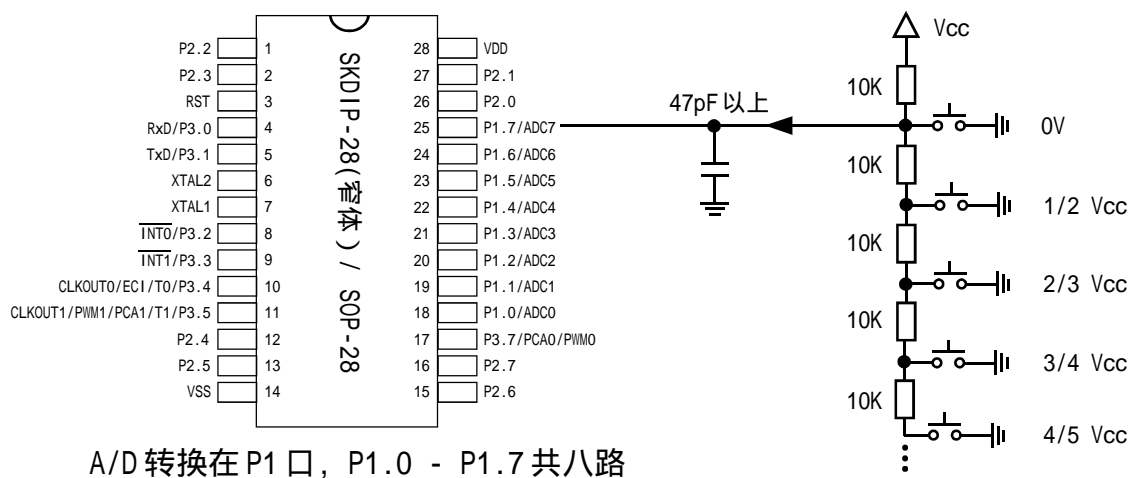 P2.2 1 28 VDD
P2.3 2 27 P2.1
RST 3 26 P2.0
RxD/P3.0 4 25 P1.7/ADC7
TxD/P3.1 5 24 P1.6/ADC6
XTAL2 6 23 P1.5/ADC5
XTAL1 7 22 P1.4/ADC4
INT0/P3.2 8 21 P1.3/ADC3
INT1/P3.3 9 20 P1.2/ADC2
CLKOUT0/ECI/T0/P3.4 10 19 P1.1/ADC1
CLKOUT1/PWM1/PCA1/T1/P3.5 11 18 P1.0/ADC0
P2.4 12 17 P3.7/PCA0/PWM0
P2.5 13 16 P2.7
VSS 14 15 P2.6
SKDIP-28(窄体) / SOP-28
47pF以上
Vcc
10K
0V
10K
1/2 Vcc
10K
2/3 Vcc
10K
3/4 Vcc
10K
4/5 Vcc
A/D转换在P1口, P1.0 - P1.7共八路